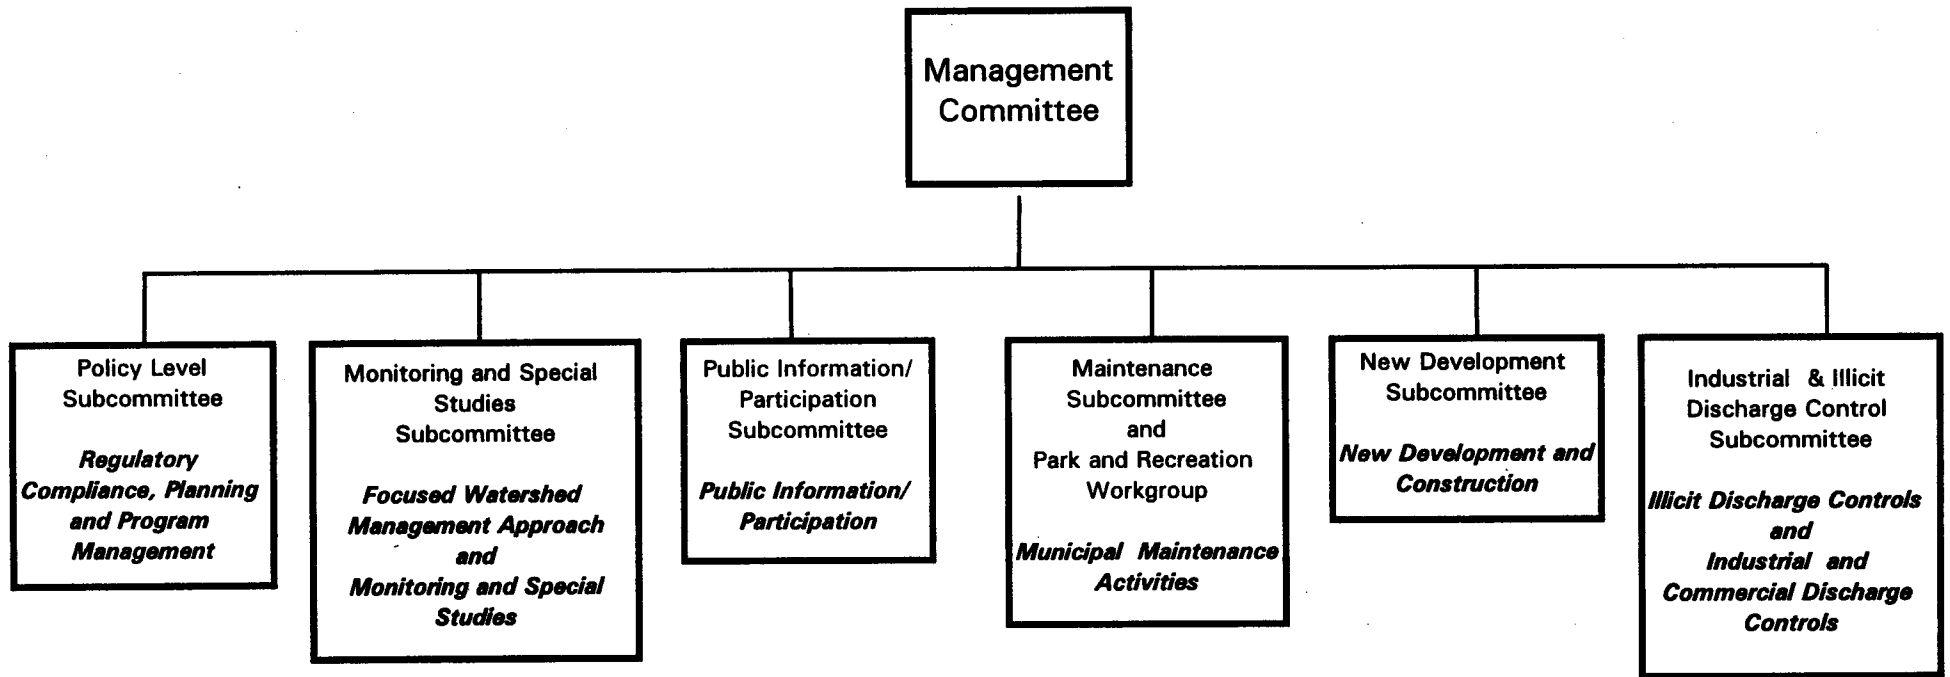 Management
Committee
Policy Level
Subcommittee
Regulatory
Compliance, Planning
and Program
Management
Monitoring and Special
Studies
Subcommittee
Focused Watershed
Management Approach
and
Monitoring and Special
Studies
Public Information/
Participation
Subcommittee
Public Information/
Participation
Maintenance
Subcommittee
and
Park and Recreation
Workgroup
Municipal Maintenance
Activities
New Development
Subcommittee
New Development and
Construction
Industrial & Illicit
Discharge Control
Subcommittee
Illicit Discharge Controls
and
Industrial and
Commercial Discharge
Controls